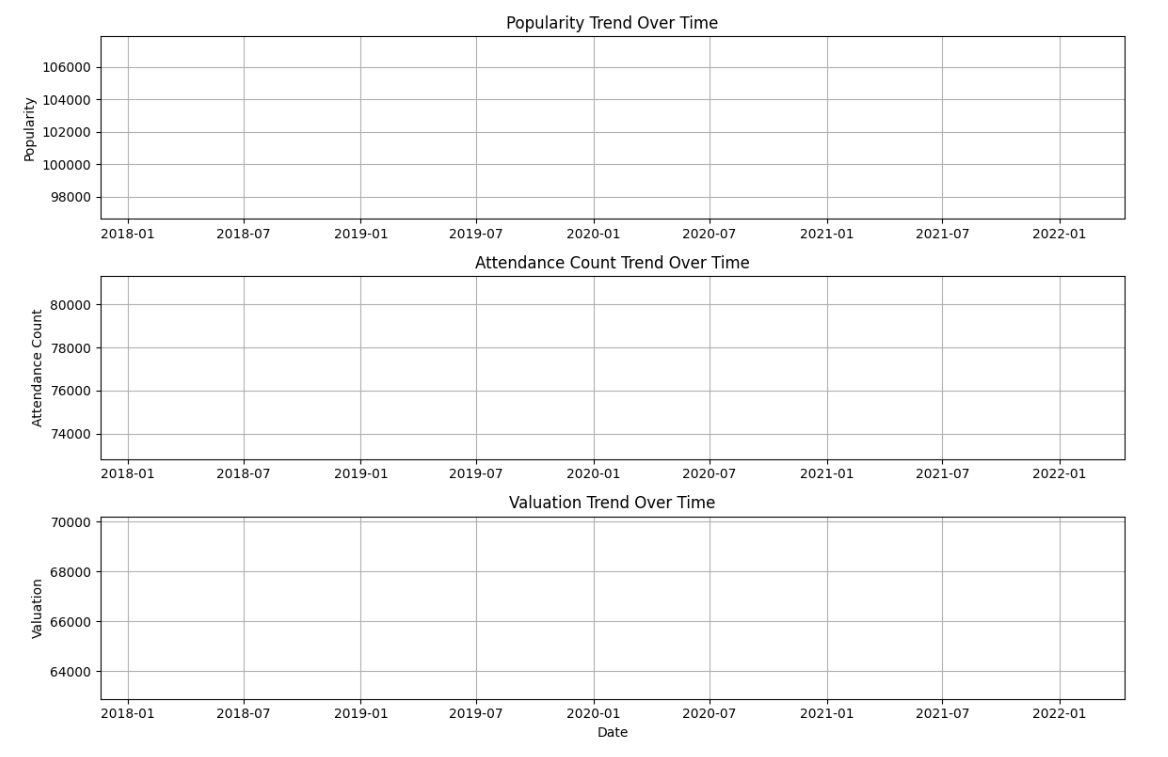 Popularity Trend Over Time
106000
104000
102000
100000
98000
Popularity
2018-01 2018-07 2019-01 2019-07 2020-01 2020-07 2021-01 2021-07 2022-01
Attendance Count Trend Over Time
80000
78000
76000
74000
Attendance Count
2018-01 2018-07 2019-01 2019-07 2020-01 2020-07 2021-01 2021-07 2022-01
Valuation Trend Over Time
70000
68000
66000
64000
Valuation
2018-01 2018-07 2019-01 2019-07 2020-01 2020-07 2021-01 2021-07 2022-01
Date